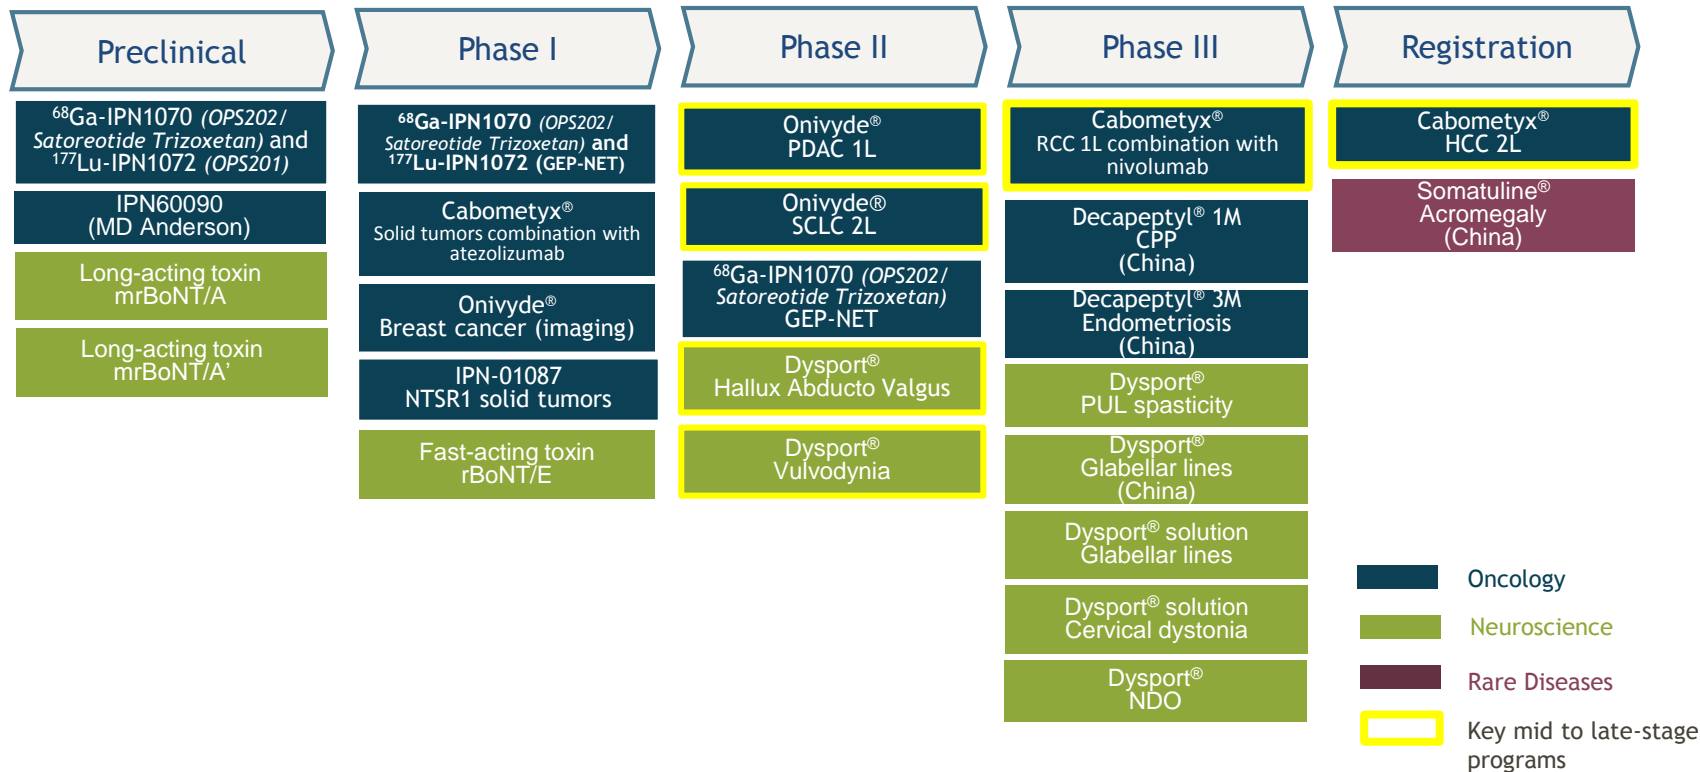 Preclinical
⁶⁸Ga-IPN1070 (OPS202/
Satoreotide Trizoxetan) and
¹⁷⁷Lu-IPN1072 (OPS201)
IPN60090
(MD Anderson)
Long-acting toxin
mrBoNT/A
Long-acting toxin
mrBoNT/A’
Phase I
⁶⁸Ga-IPN1070 (OPS202/
Satoreotide Trizoxetan) and
¹⁷⁷Lu-IPN1072 (GEP-NET)
Cabometyx®
Solid tumors combination with
atezolizumab
Onivyde®
Breast cancer (imaging)
IPN-01087
NTSR1 solid tumors
Fast-acting toxin
rBoNT/E
Phase II
Onivyde®
PDAC 1L
Onivyde®
SCLC 2L
⁶⁸Ga-IPN1070 (OPS202/
Satoreotide Trizoxetan)
GEP-NET
Dysport®
Hallux Abducto Valgus
Dysport®
Vulvodynia
Phase III
Cabometyx®
RCC 1L combination with
nivolumab
Decapeptyl® 1M
CPP
(China)
Decapeptyl® 3M
Endometriosis
(China)
Dysport®
PUL spasticity
Dysport®
Glabellar lines
(China)
Dysport® solution
Glabellar lines
Dysport® solution
Cervical dystonia
Dysport®
NDO
Registration
Cabometyx®
HCC 2L
Somatuline®
Acromegaly
(China)
Oncology
Neuroscience
Rare Diseases
Key mid to late-stage
programs